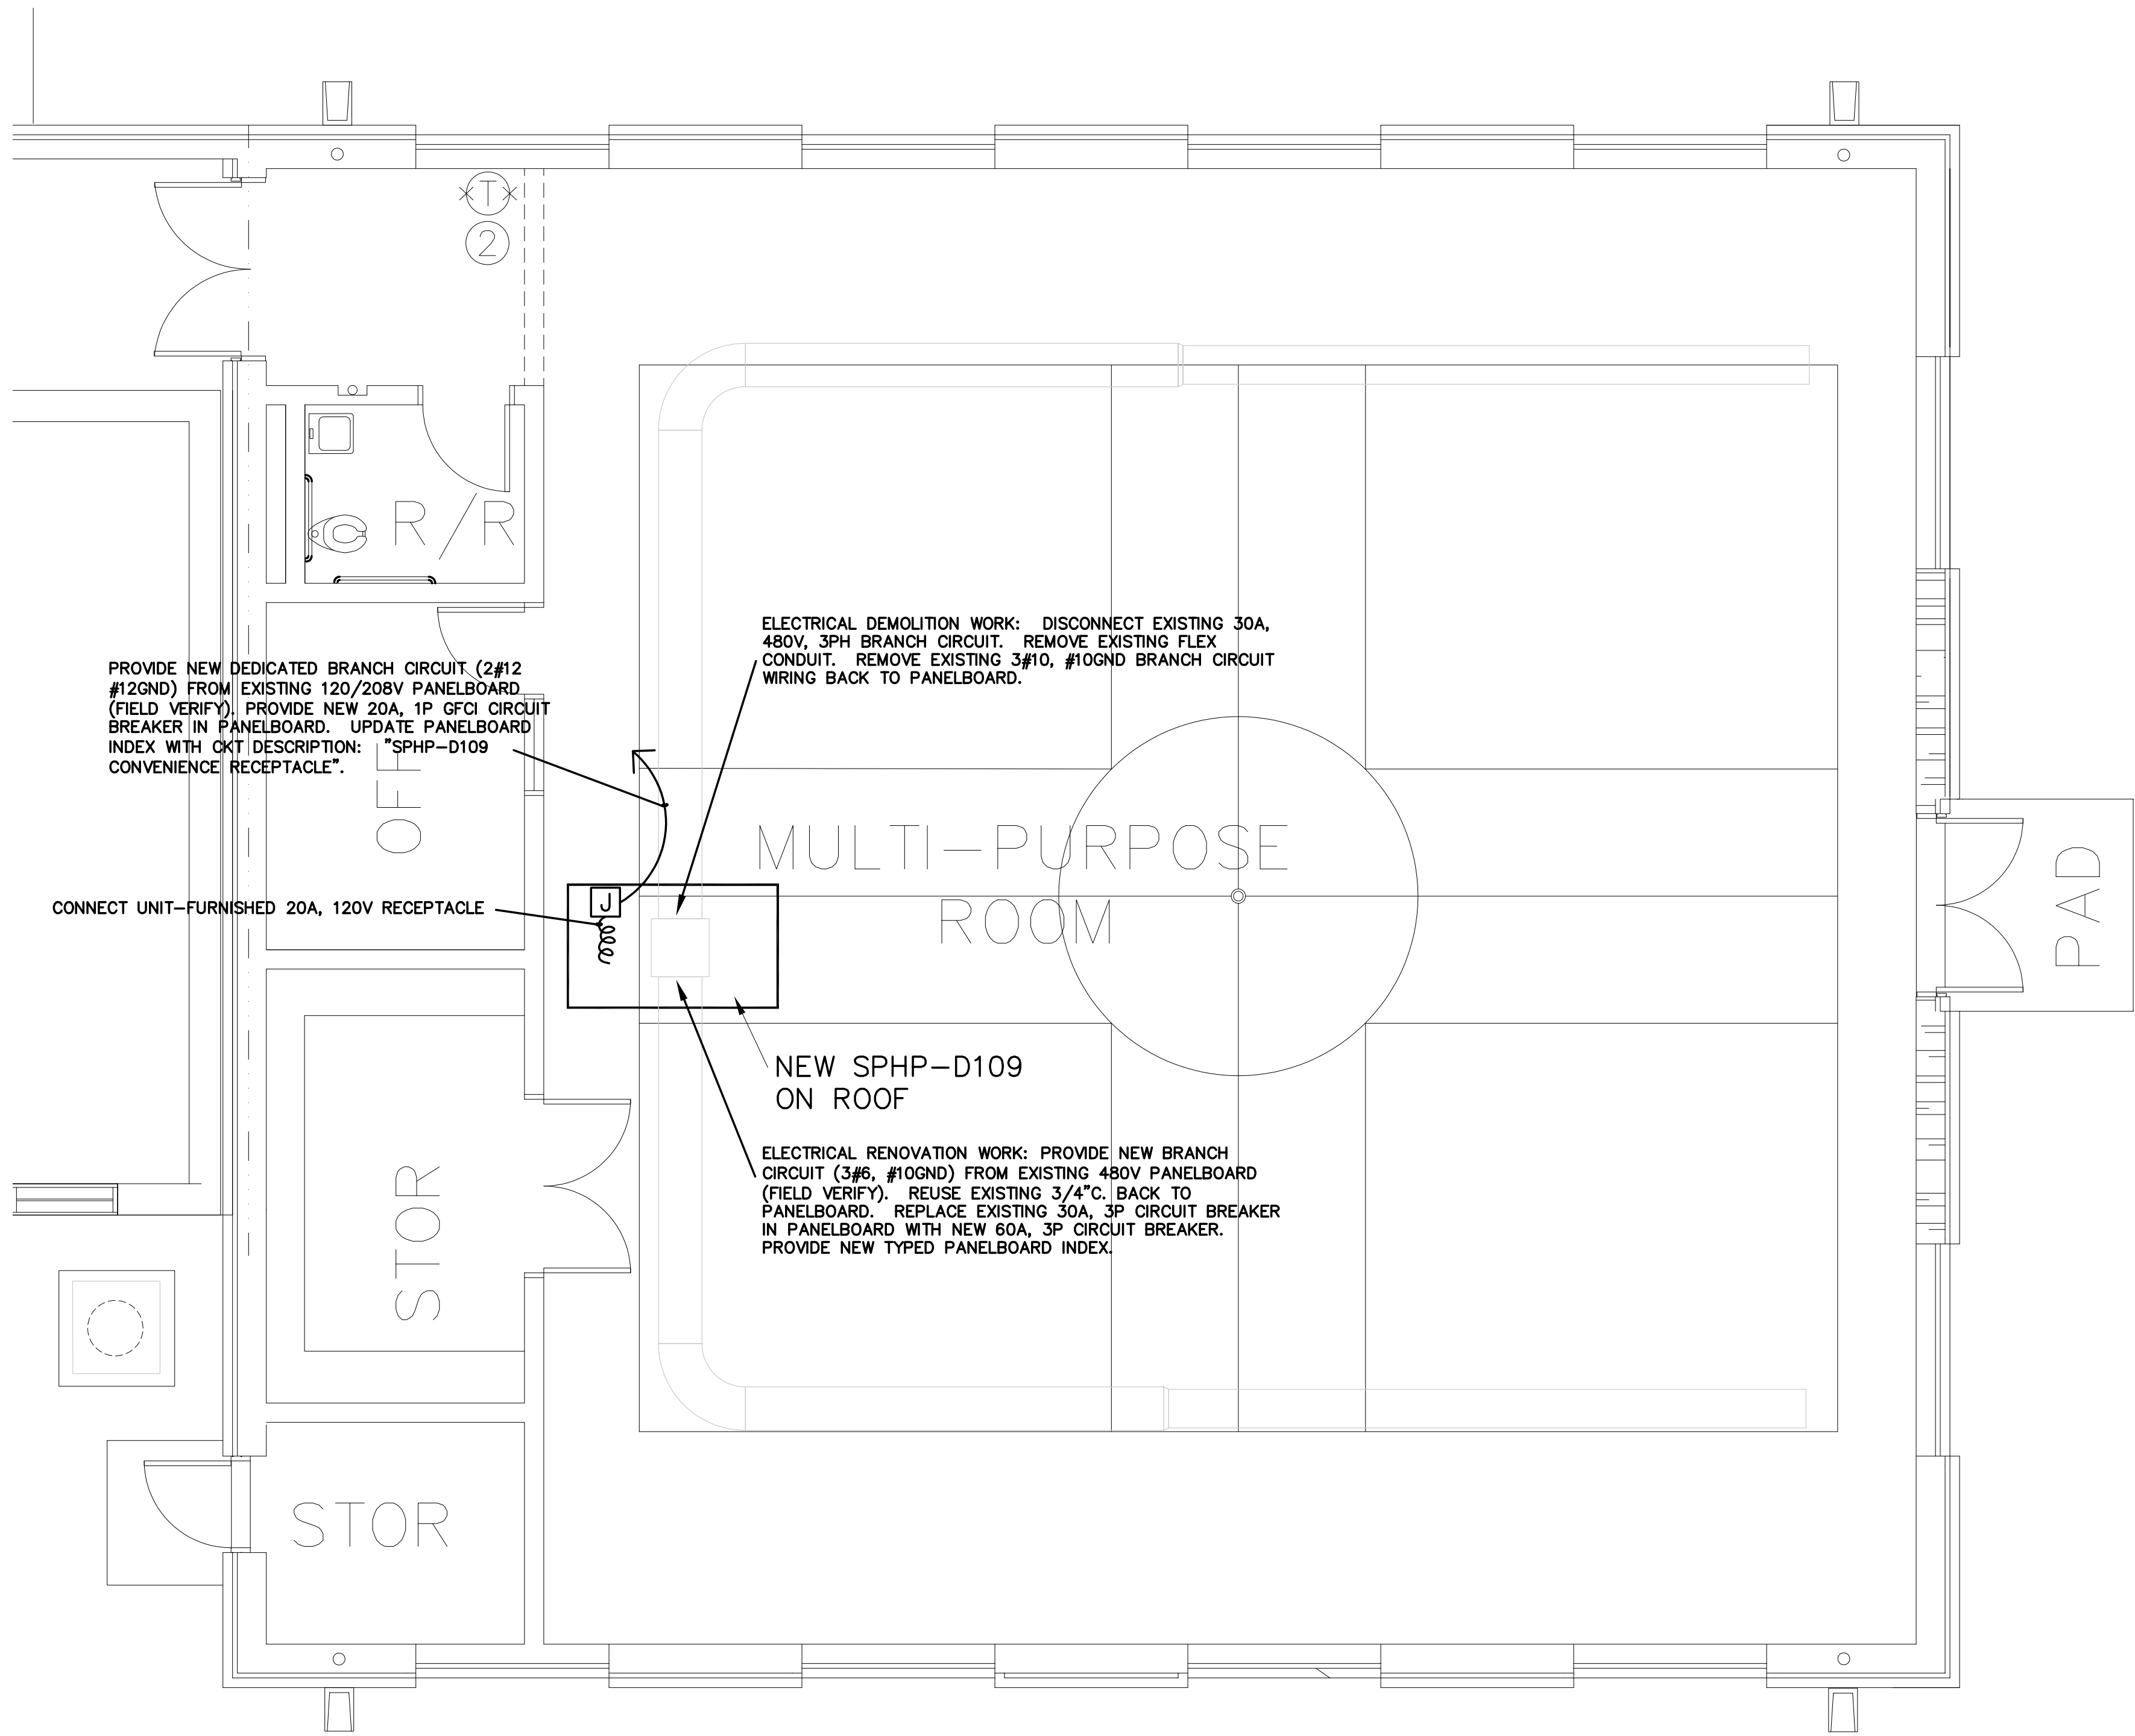 T
2
R/R
ELECTRICAL DEMOLITION WORK: DISCONNECT EXISTING 30A,
480V, 3PH BRANCH CIRCUIT. REMOVE EXISTING FLEX
CONDUIT. REMOVE EXISTING 3#10, #10GND BRANCH CIRCUIT
WIRING BACK TO PANELBOARD.
PROVIDE NEW DEDICATED BRANCH CIRCUIT (2#12
#12GND) FROM EXISTING 120/208V PANELBOARD
(FIELD VERIFY). PROVIDE NEW 20A, 1P GFCI CIRCUIT
BREAKER IN PANELBOARD. UPDATE PANELBOARD
INDEX WITH CKT DESCRIPTION: "SPHP-D109
CONVENIENCE RECEPTACLE".
OFF
MULTI-PURPOSE
ROOM
PAD
J
CONNECT UNIT-FURNISHED 20A, 120V RECEPTACLE
NEW SPHP-D109
ON ROOF
ELECTRICAL RENOVATION WORK: PROVIDE NEW BRANCH
CIRCUIT (3#6, #10GND) FROM EXISTING 480V PANELBOARD
(FIELD VERIFY). REUSE EXISTING 3/4"C. BACK TO
PANELBOARD. REPLACE EXISTING 30A, 3P CIRCUIT BREAKER
IN PANELBOARD WITH NEW 60A, 3P CIRCUIT BREAKER.
PROVIDE NEW TYPED PANELBOARD INDEX.
STOR
STOR